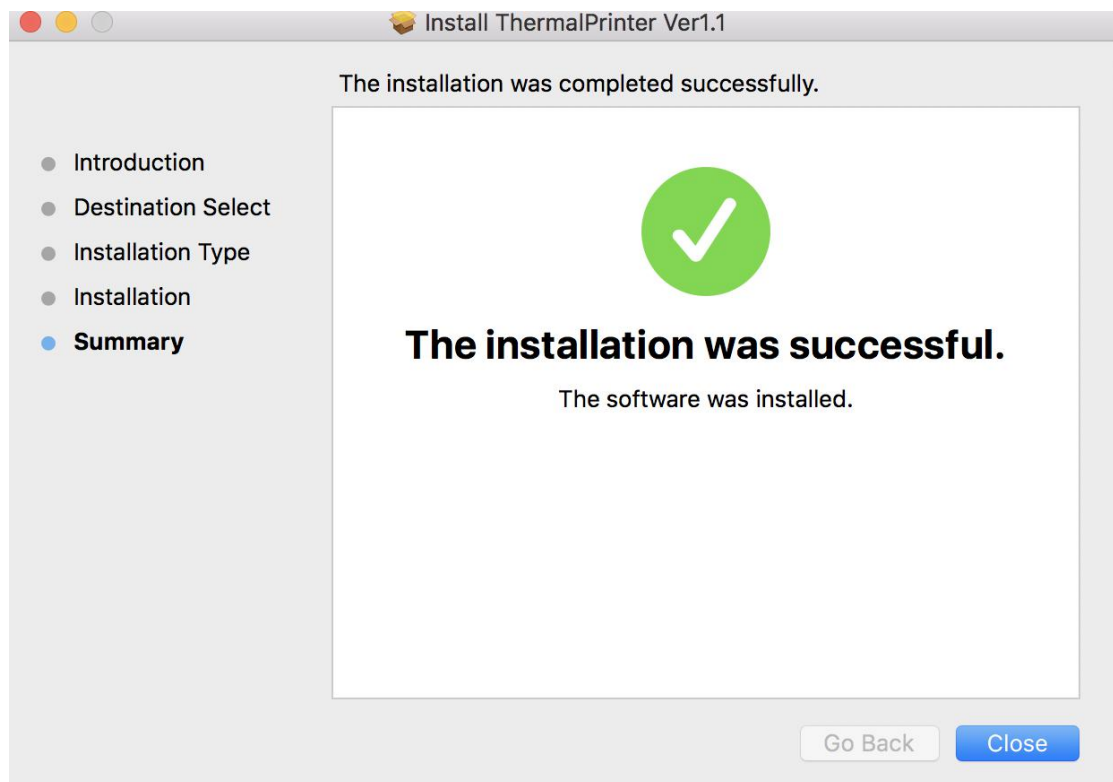 Install ThermalPrinter Ver1.1
The installation was completed successfully.
Introduction
Destination Select
Installation Type
Installation
Summary
The installation was successful.
The software was installed.
Go Back
Close